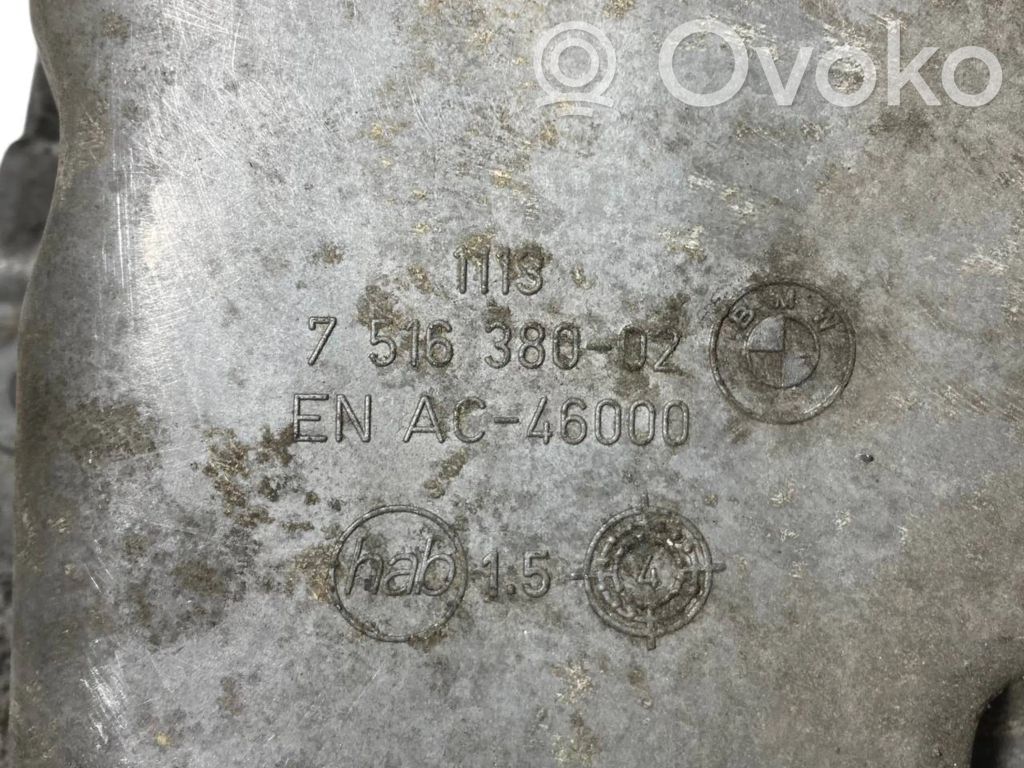 Ovoko
1113
7 516 380-02
BMW
EN AC-46000
hab 1.5 4